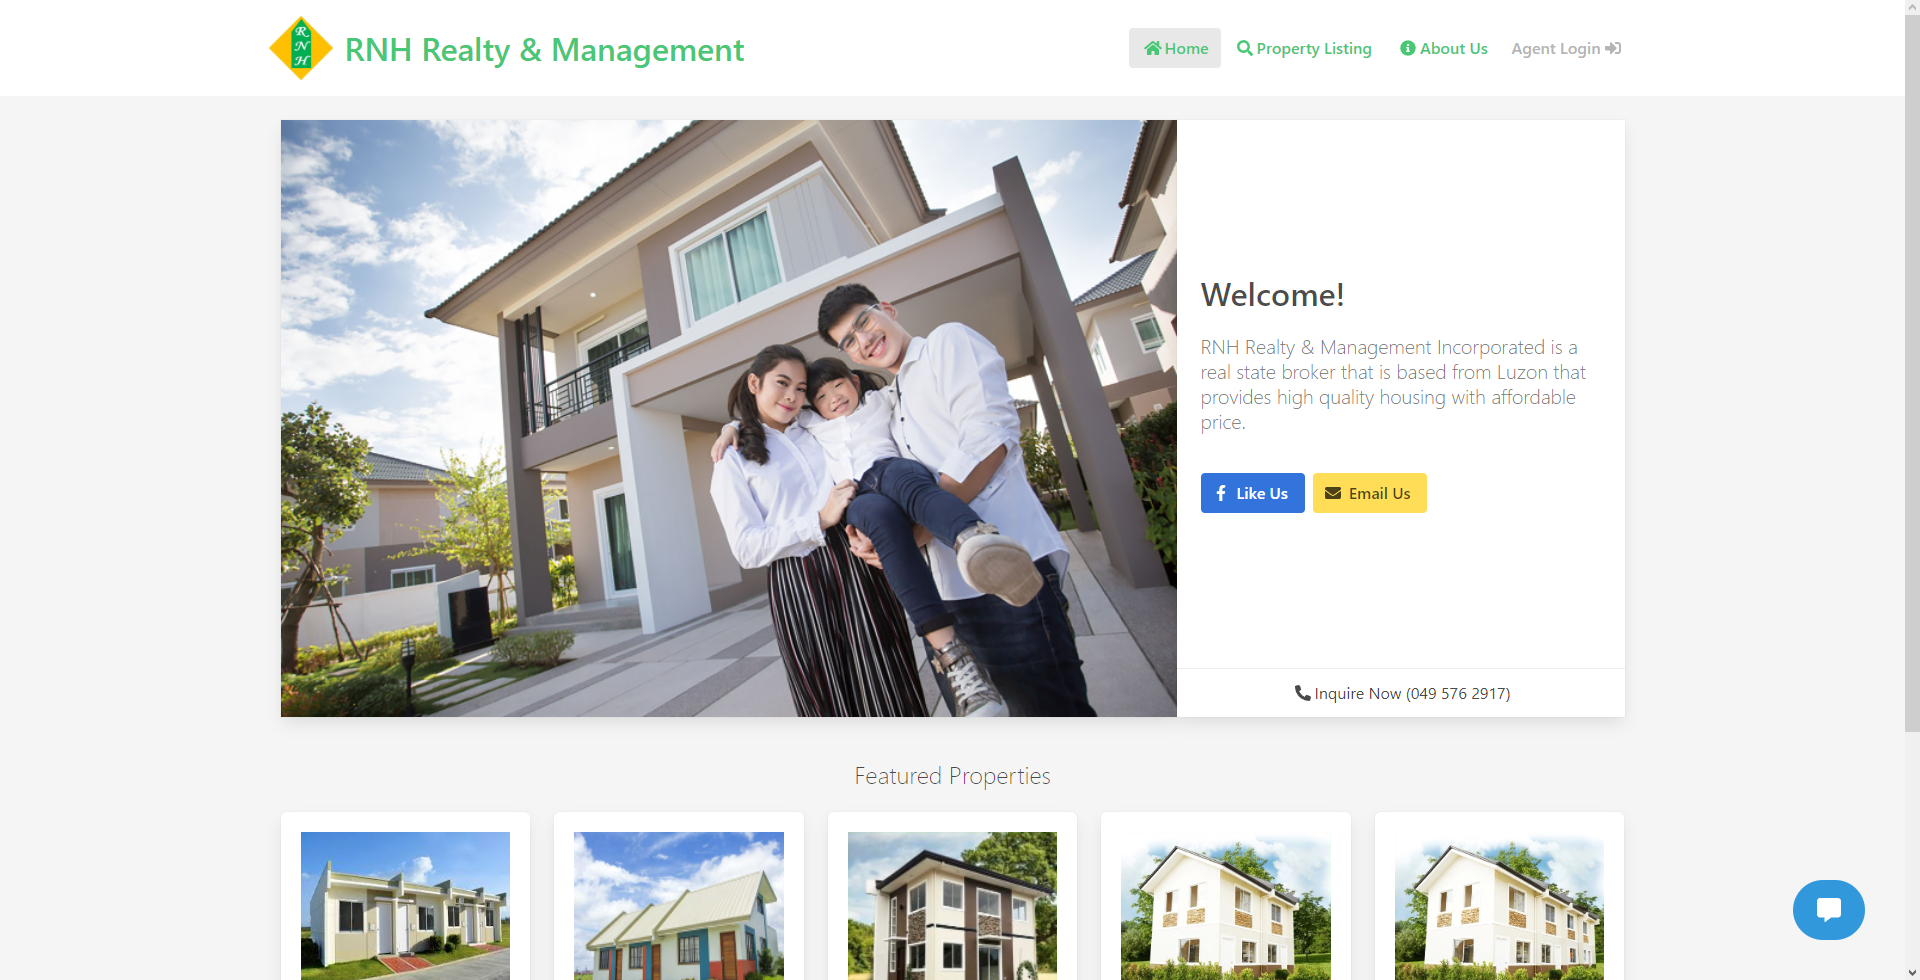 R
N
H
RNH Realty & Management
Home
Property Listing
About Us
Agent Login
Welcome!
RNH Realty & Management Incorporated is a
real state broker that is based from Luzon that
provides high quality housing with affordable
price.
Like Us
Email Us
Inquire Now (049 576 2917)
Featured Properties